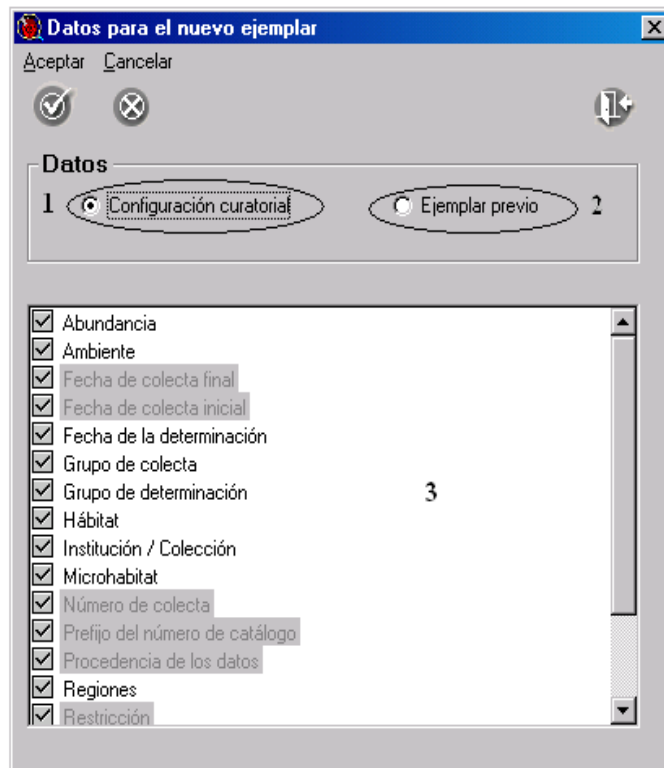 Datos para el nuevo ejemplar
Aceptar Cancelar
Datos
1 Configuración curatorial Ejemplar previo 2
Abundancia
Ambiente
Fecha de colecta final
Fecha de colecta inicial
Fecha de la determinación
Grupo de colecta
Grupo de determinación 3
Hábitat
Institución / Colección
Microhabitat
Número de colecta
Prefijo del número de catálogo
Procedencia de los datos
Regiones
Restricción